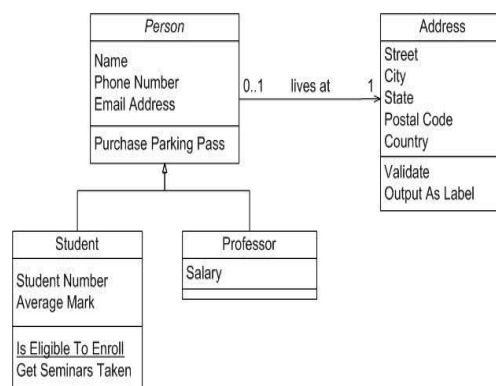 Person
Name
Phone Number
Email Address
Purchase Parking Pass
0..1 lives at 1
Address
Street
City
State
Postal Code
Country
Validate
Output As Label
Student
Student Number
Average Mark
Is Eligible To Enroll
Get Seminars Taken
Professor
Salary